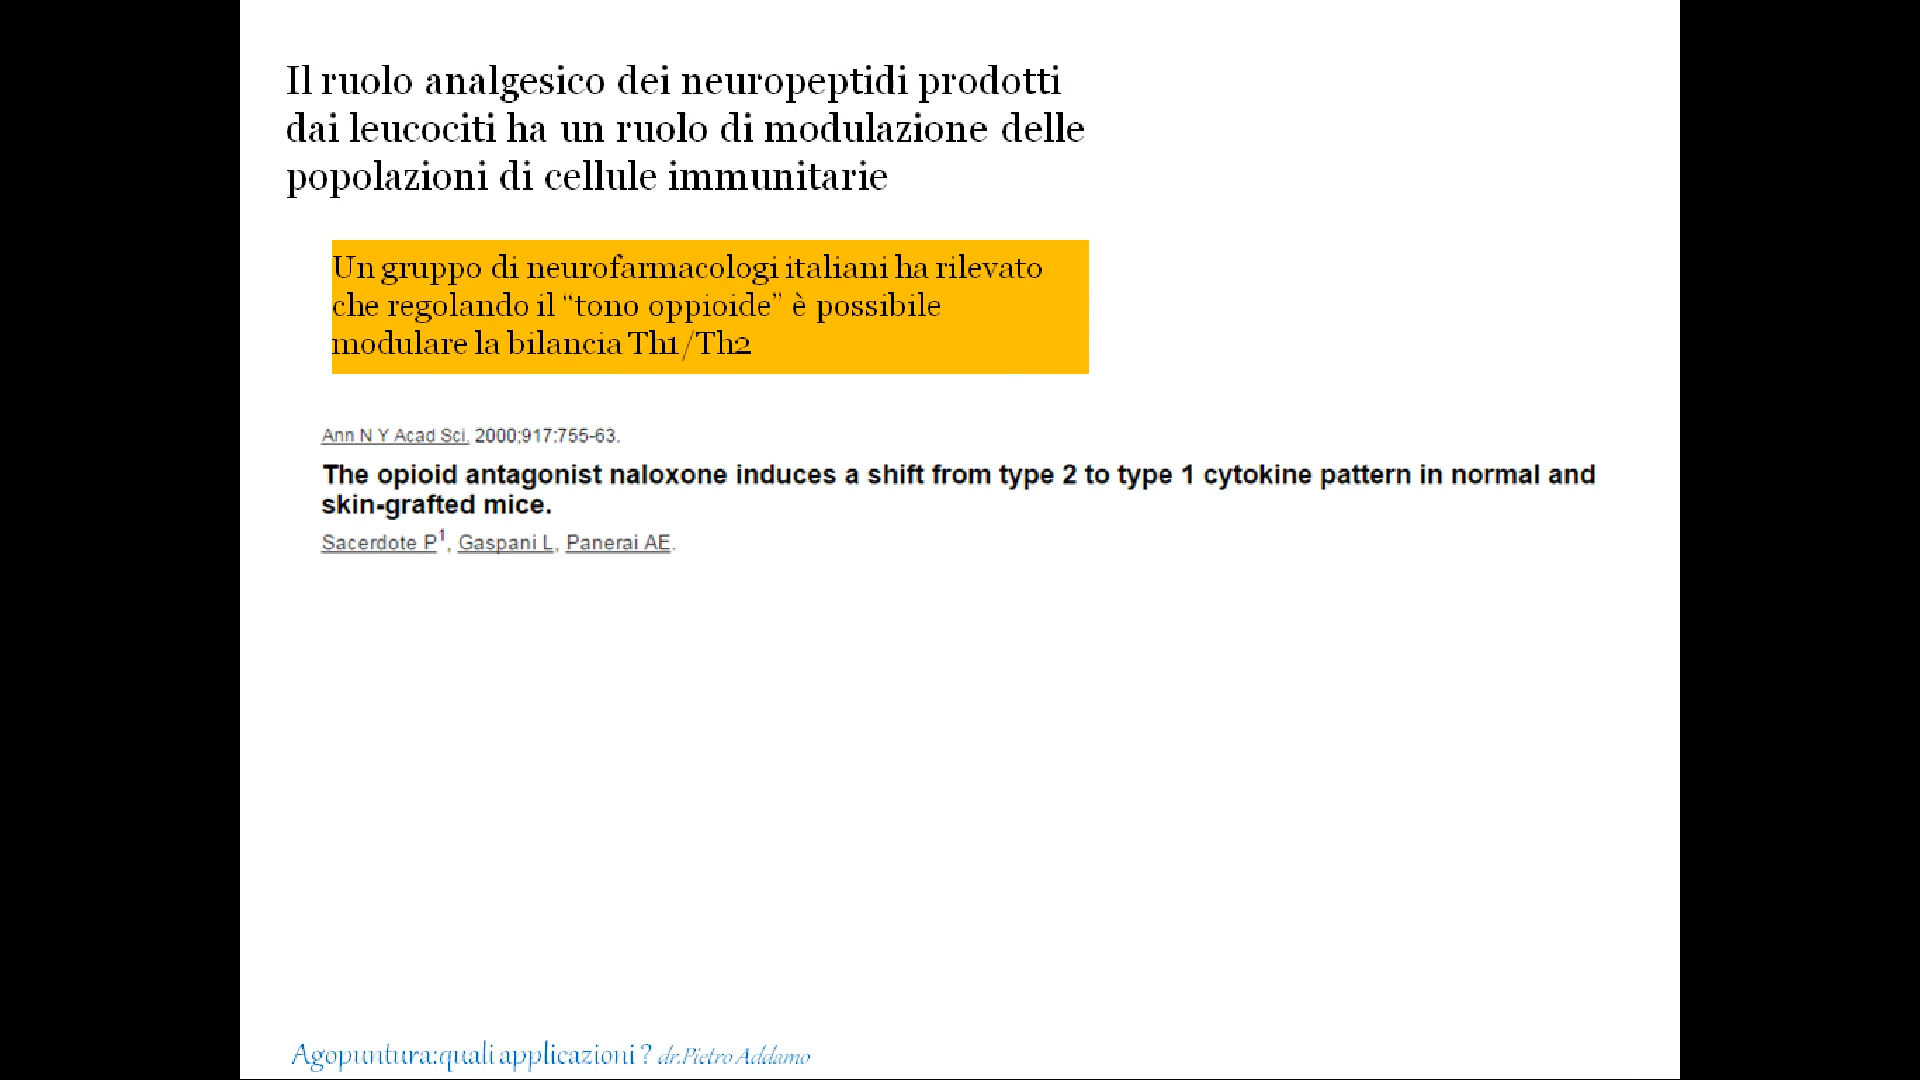 Il ruolo analgesico dei neuropeptidi prodotti
dai leucociti ha un ruolo di modulazione delle
popolazioni di cellule immunitarie
Un gruppo di neurofarmacologi italiani ha rilevato
che regolando il “tono oppioide” è possibile
modulare la bilancia Th1/Th2
Ann N Y Acad Sci. 2000;917:755-63.
The opioid antagonist naloxone induces a shift from type 2 to type 1 cytokine pattern in normal and
skin-grafted mice.
Sacerdote P1, Gaspani L, Panerai AE.
Agopuntura:quali applicazioni ? dr.Pietro Addamo